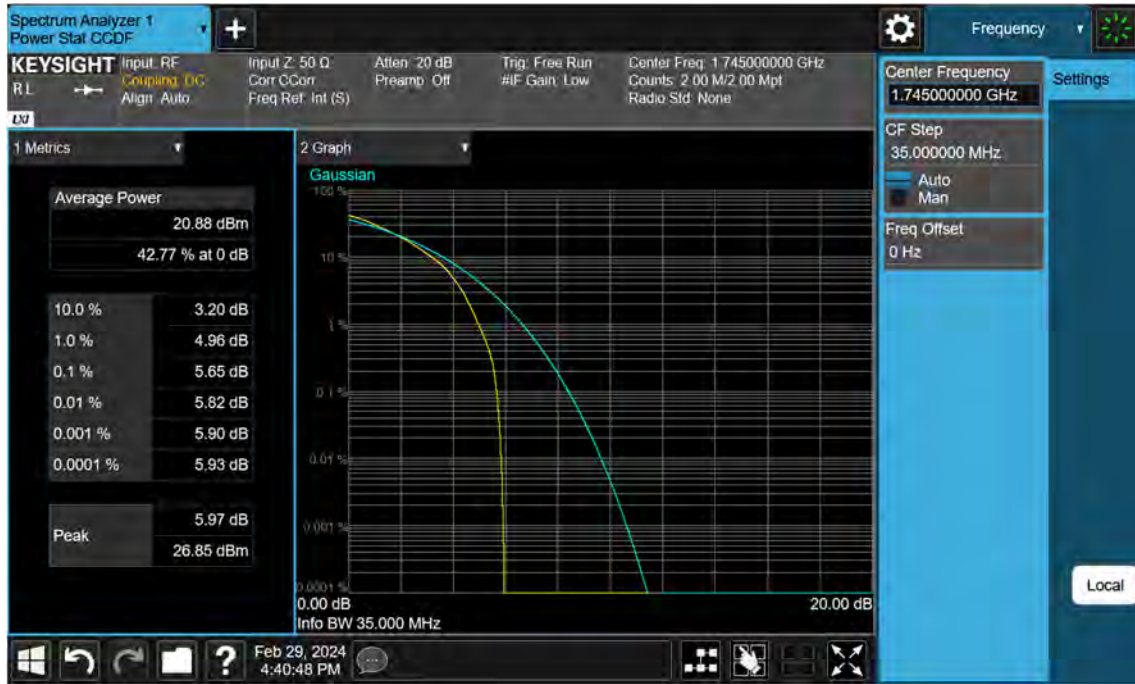 Spectrum Analyzer 1
Power Stat CCDF
+
Frequency
KEYSIGHT
RL
LXI
Input: RF
Coupling: DC
Align: Auto
Input Z: 50 Ω
Corr CCorr
Freq Ref: Int (S)
Atten: 20 dB
Preamp: Off
Trig: Free Run
#IF Gain: Low
Center Freq: 1.745000000 GHz
Counts: 2.00 M/2.00 Mpt
Radio Std: None
Center Frequency
1.745000000 GHz
Settings
CF Step
35.000000 MHz
Auto
Man
Freq Offset
0 Hz
Local
1 Metrics
Average Power
20.88 dBm
42.77 % at 0 dB
10.0 % 3.20 dB
1.0 % 4.96 dB
0.1 % 5.65 dB
0.01 % 5.82 dB
0.001 % 5.90 dB
0.0001 % 5.93 dB
Peak
5.97 dB
26.85 dBm
2 Graph
Gaussian
100 %
10 %
1 %
0.1 %
0.01 %
0.001 %
0.0001 %
0.00 dB
20.00 dB
Info BW 35.000 MHz
?
Feb 29, 2024
4:40:48 PM